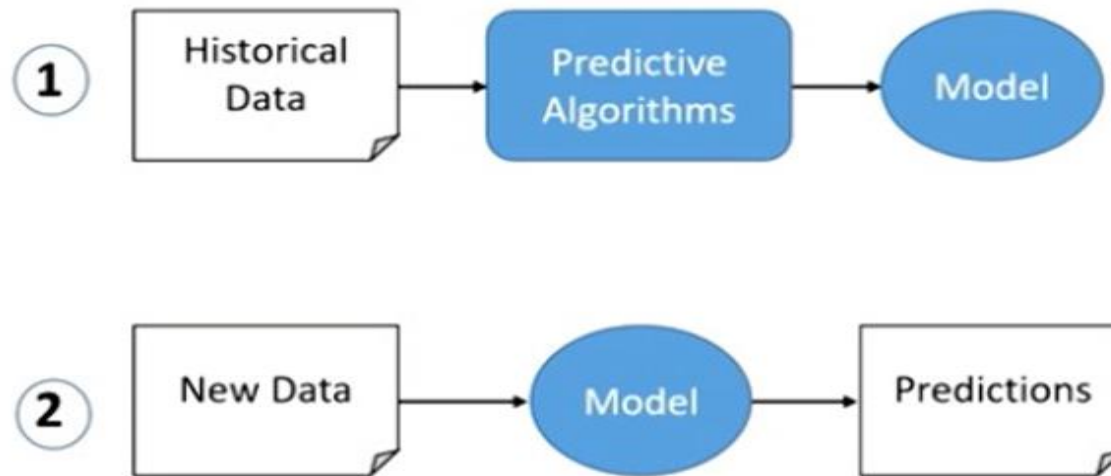 1
Historical
Data
Predictive
Algorithms
Model
2
New Data
Model
Predictions